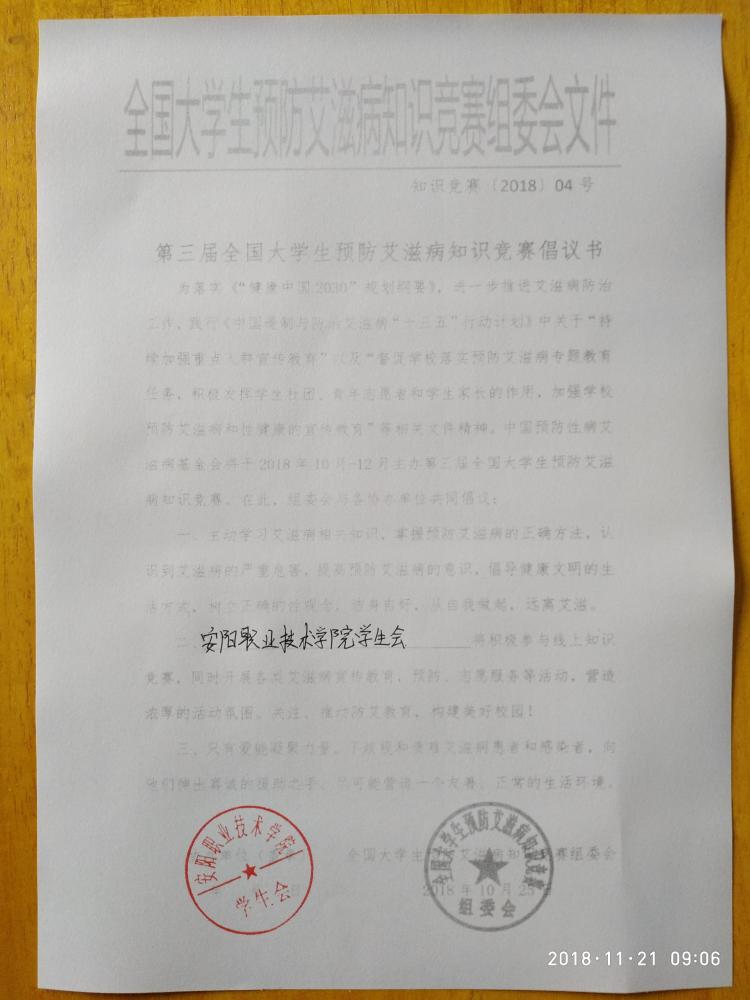 全国大学生预防艾滋病知识竞赛组委会文件
知识竞赛〔2018〕04 号
第三届全国大学生预防艾滋病知识竞赛倡议书
为落实《“健康中国2030”规划纲要》，进一步推进艾滋病防治
工作，践行《中国遏制与防治艾滋病“十三五”行动计划》中关于“持
续加强重点人群宣传教育”以及“督促学校落实预防艾滋病专题教育
任务，积极发挥学生社团、青年志愿者和学生家长的作用，加强学校
预防艾滋病和性健康的宣传教育”等相关文件精神。中国预防性病艾
滋病基金会将于2018年10月-12月主办第三届全国大学生预防艾滋
病知识竞赛。在此，组委会与各协办单位共同倡议：
一、主动学习艾滋病相关知识，掌握预防艾滋病的正确方法，认
识到艾滋病的严重危害，提高预防艾滋病的意识，倡导健康文明的生
活方式，树立正确的性观念，洁身自好，从自我做起，远离艾滋。
二、安阳职业技术学院学生会将积极参与线上知识
竞赛，同时开展各类艾滋病宣传教育、预防、志愿服务等活动，营造
浓厚的活动氛围。关注、推动防艾教育，构建美好校园！
三、只有爱能凝聚力量。不歧视和责难艾滋病患者和感染者，向
他们伸出真诚的援助之手，尽可能营造一个友善、正常的生活环境。
单位（盖章） 全国大学生预防艾滋病知识竞赛组委会
年 日 2018年10月25日
安阳职业技术学院
学生会
全国大学生预防艾滋病知识竞赛
组委会
2018·11·21 09:06